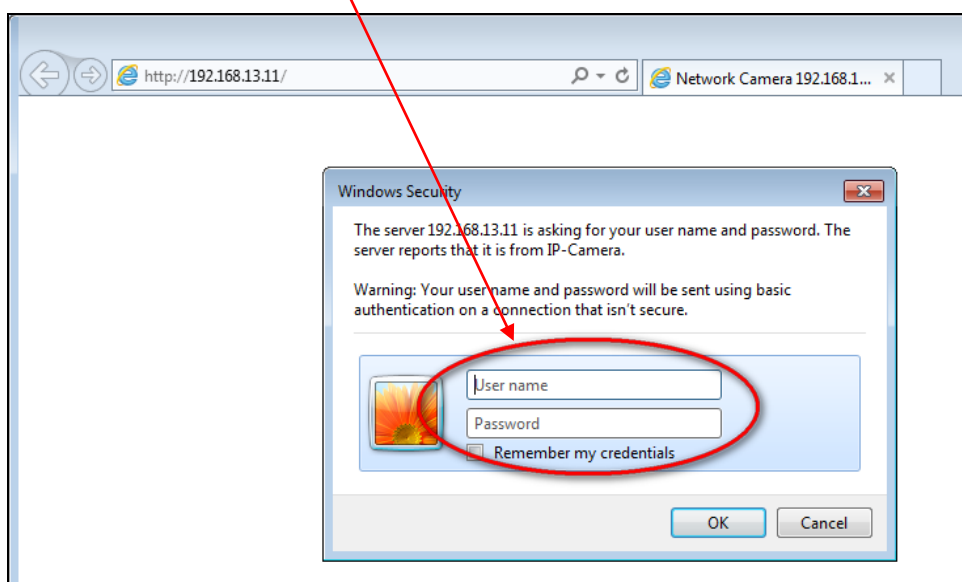 http://192.168.13.11/
Network Camera 192.168.1...
Windows Security
The server 192.168.13.11 is asking for your user name and password. The
server reports that it is from IP-Camera.
Warning: Your user name and password will be sent using basic
authentication on a connection that isn't secure.
User name
Password
Remember my credentials
OK
Cancel